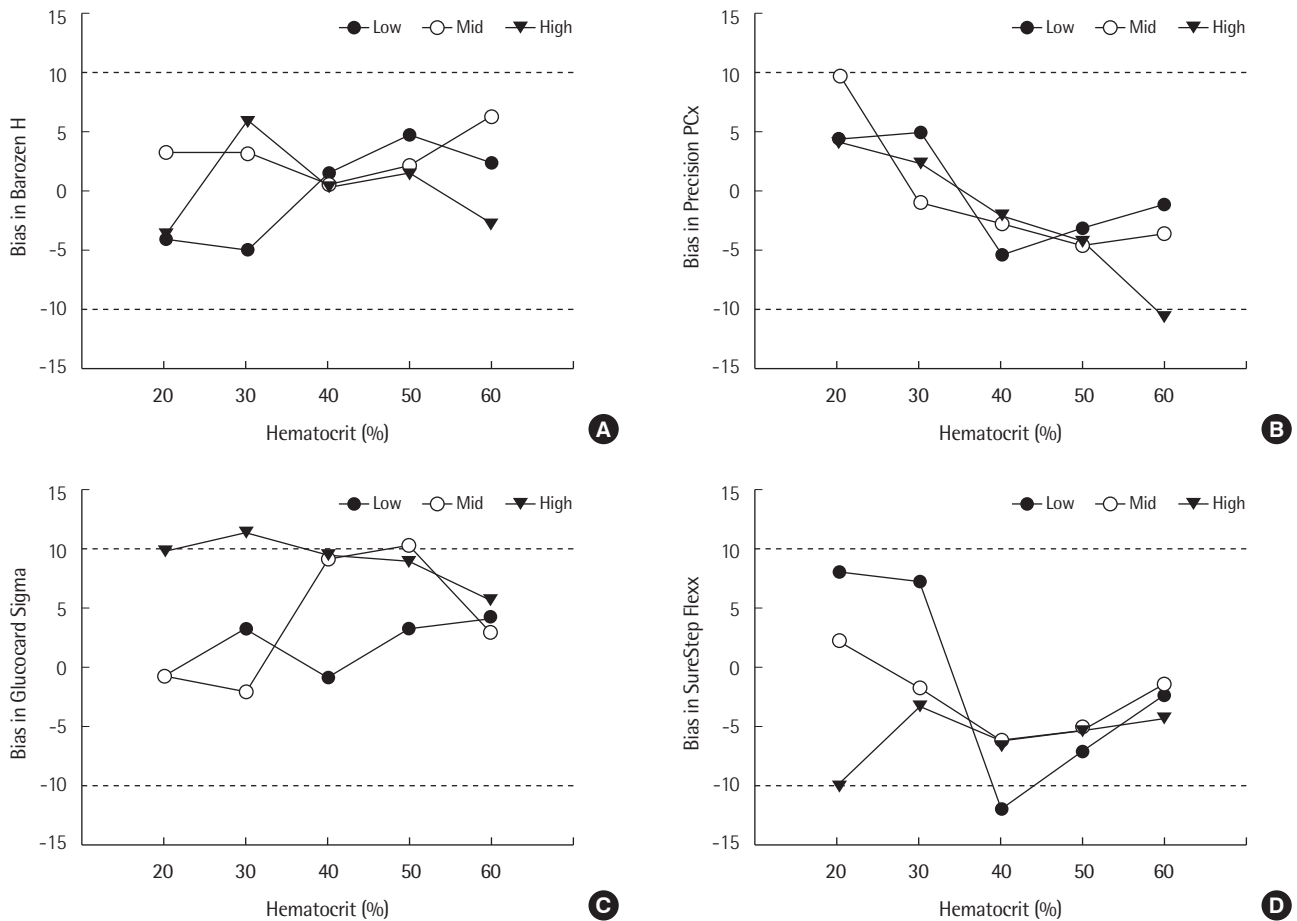 Low Mid High
15
10
5
0
-5
-10
-15
Bias in Barozen H
20 30 40 50 60
Hematocrit (%)
A
Low Mid High
15
10
5
0
-5
-10
-15
Bias in Precision PCx
20 30 40 50 60
Hematocrit (%)
B
Low Mid High
15
10
5
0
-5
-10
-15
Bias in Glucocard Sigma
20 30 40 50 60
Hematocrit (%)
C
Low Mid High
15
10
5
0
-5
-10
-15
Bias in SureStep Flexx
20 30 40 50 60
Hematocrit (%)
D